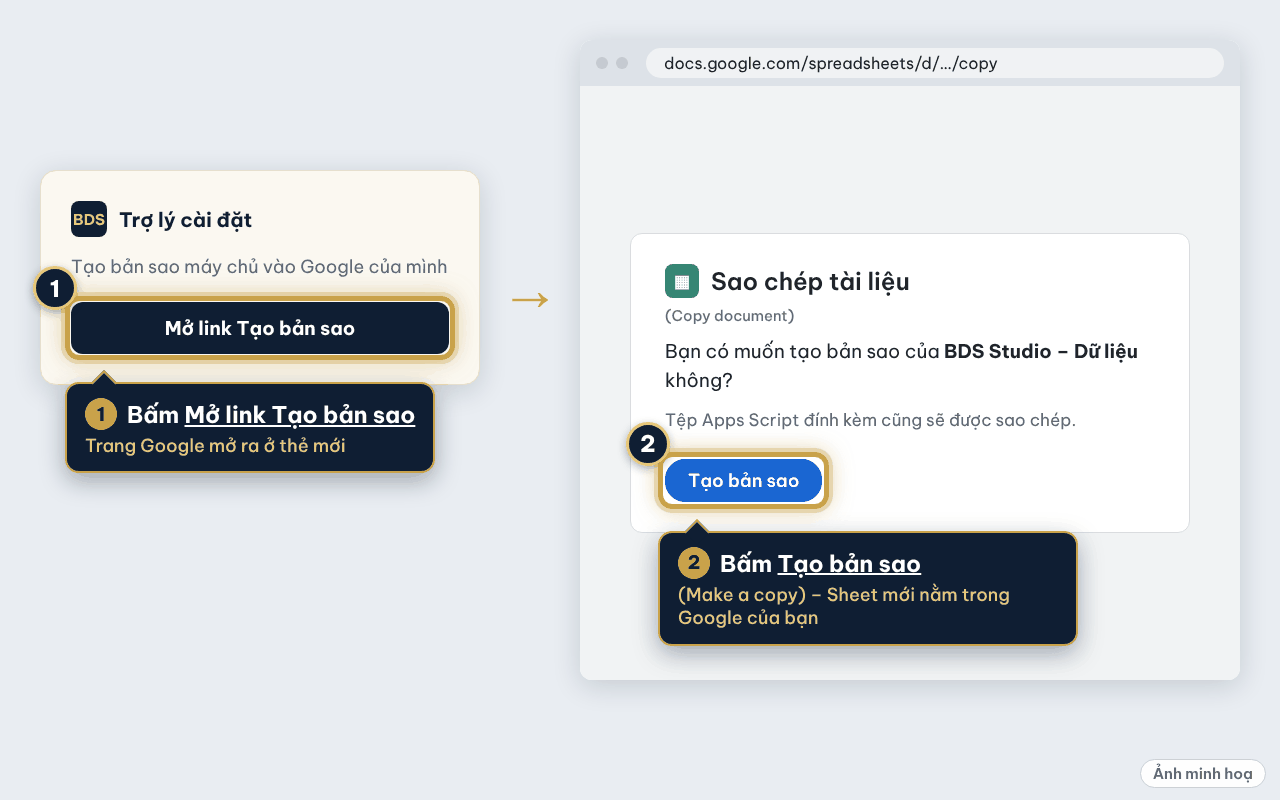 docs.google.com/spreadsheets/d/.../copy
BDS Trợ lý cài đặt
Tạo bản sao máy chủ vào Google của mình
1
Mở link Tạo bản sao
1 Bấm Mở link Tạo bản sao
Trang Google mở ra ở thẻ mới
→
Sao chép tài liệu
(Copy document)
Bạn có muốn tạo bản sao của BDS Studio – Dữ liệu
không?
Tệp Apps Script đính kèm cũng sẽ được sao chép.
2
Tạo bản sao
2 Bấm Tạo bản sao
(Make a copy) – Sheet mới nằm trong
Google của bạn
Ảnh minh hoạ